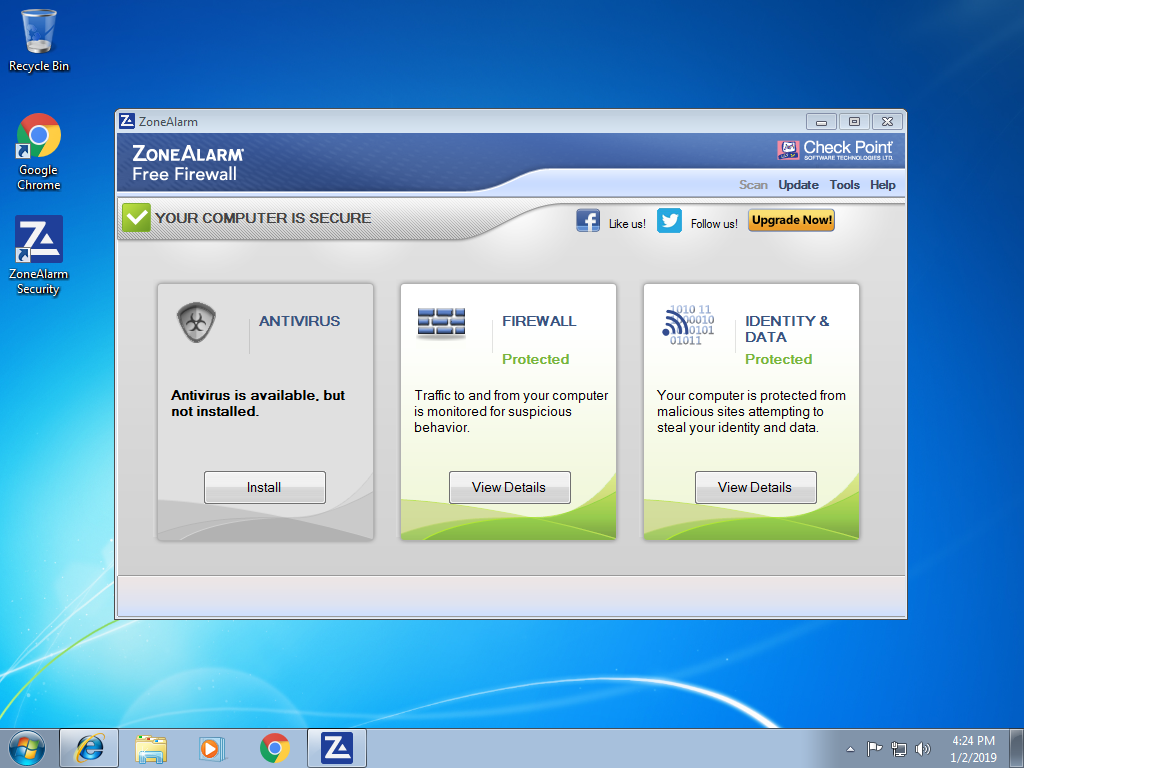 Recycle Bin
Google
Chrome
ZoneAlarm
Security
ZoneAlarm
ZONEALARM®
Free Firewall
Check Point®
SOFTWARE TECHNOLOGIES LTD.
Scan Update Tools Help
YOUR COMPUTER IS SECURE
Like us! Follow us! Upgrade Now!
ANTIVIRUS
Antivirus is available, but
not installed.
Install
FIREWALL
Protected
Traffic to and from your computer
is monitored for suspicious
behavior.
View Details
1010 11
1000010
0101
01011
IDENTITY &
DATA
Protected
Your computer is protected from
malicious sites attempting to
steal your identity and data.
View Details
4:24 PM
1/2/2019